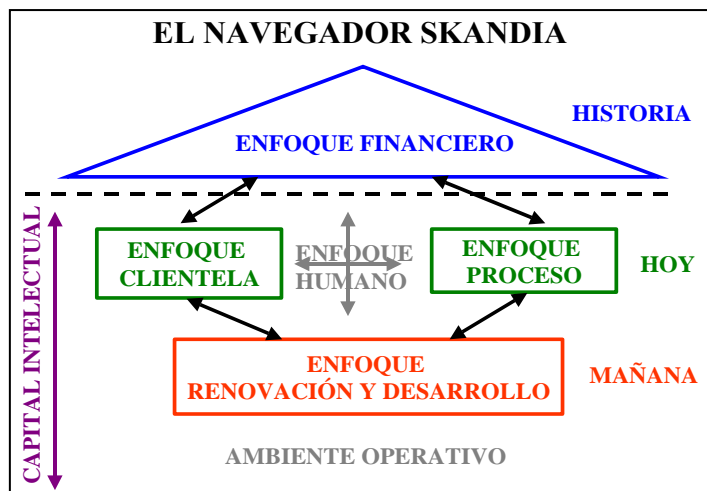 EL NAVEGADOR SKANDIA
HISTORIA
ENFOQUE FINANCIERO
CAPITAL INTELECTUAL
ENFOQUE
CLIENTELA
ENFOQUE
HUMANO
ENFOQUE
PROCESO
HOY
ENFOQUE
RENOVACIÓN Y DESARROLLO
MAÑANA
AMBIENTE OPERATIVO